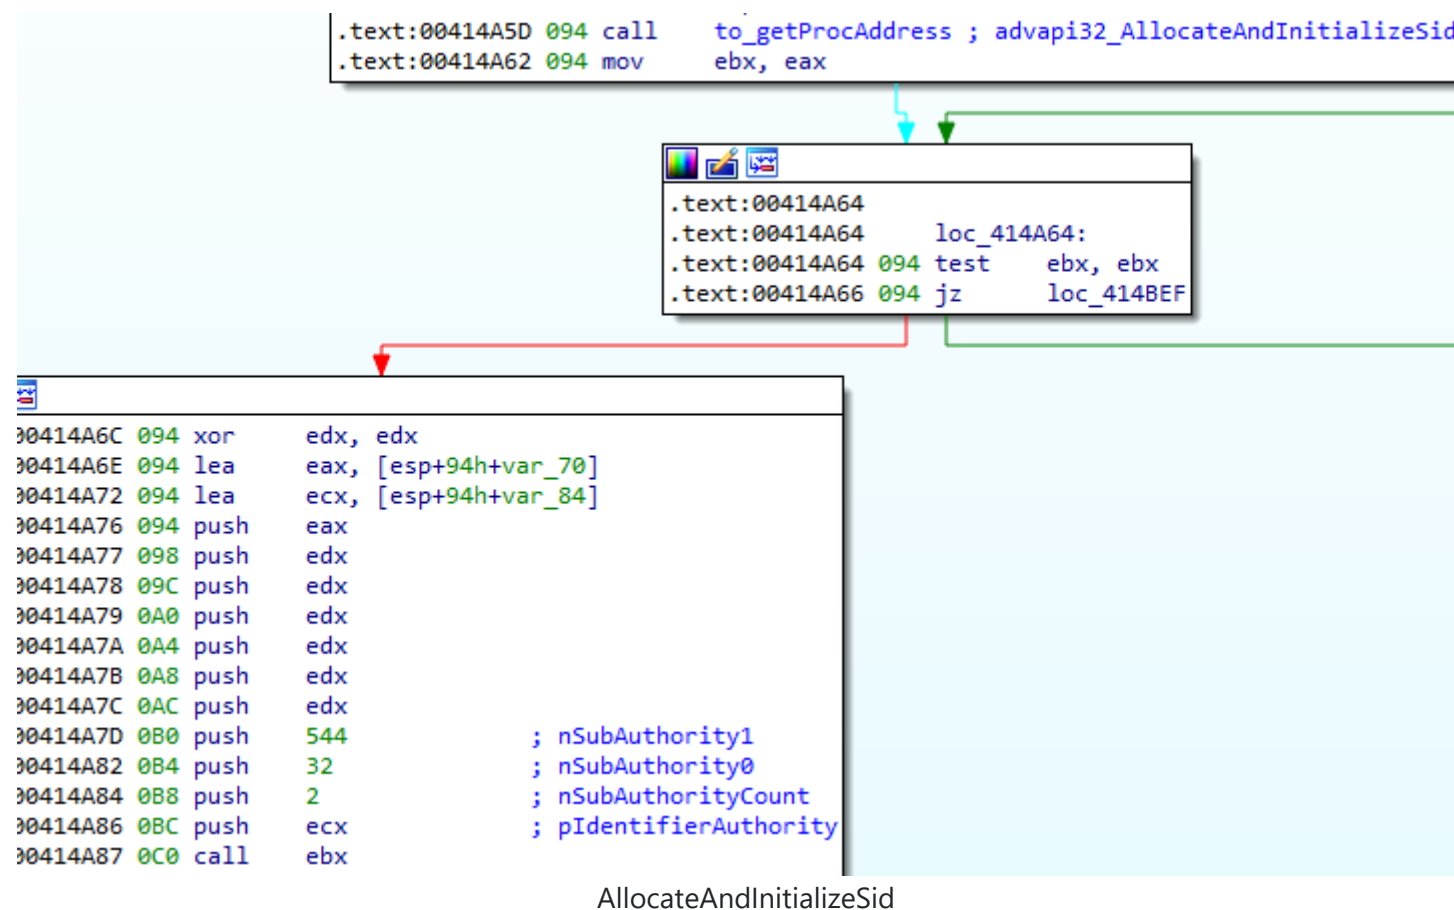 .text:00414A5D 094 call to_getProcAddress ; advapi32_AllocateAndInitializeSid
.text:00414A62 094 mov ebx, eax
.text:00414A64
.text:00414A64 loc_414A64:
.text:00414A64 094 test ebx, ebx
.text:00414A66 094 jz loc_414BEF
00414A6C 094 xor edx, edx
00414A6E 094 lea eax, [esp+94h+var_70]
00414A72 094 lea ecx, [esp+94h+var_84]
00414A76 094 push eax
00414A77 098 push edx
00414A78 09C push edx
00414A79 0A0 push edx
00414A7A 0A4 push edx
00414A7B 0A8 push edx
00414A7C 0AC push edx
00414A7D 0B0 push 544 ; nSubAuthority1
00414A82 0B4 push 32 ; nSubAuthority0
00414A84 0B8 push 2 ; nSubAuthorityCount
00414A86 0BC push ecx ; pIdentifierAuthority
00414A87 0C0 call ebx
AllocateAndInitializeSid